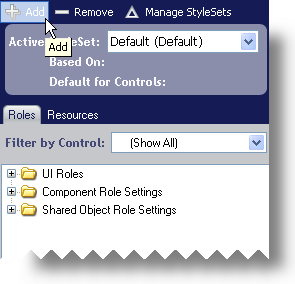 Add Remove Manage StyleSets
Active leSet: Default (Default)
Add
Based On:
Default for Controls:
Roles Resources
Filter by Control: (Show All)
UI Roles
Component Role Settings
Shared Object Role Settings